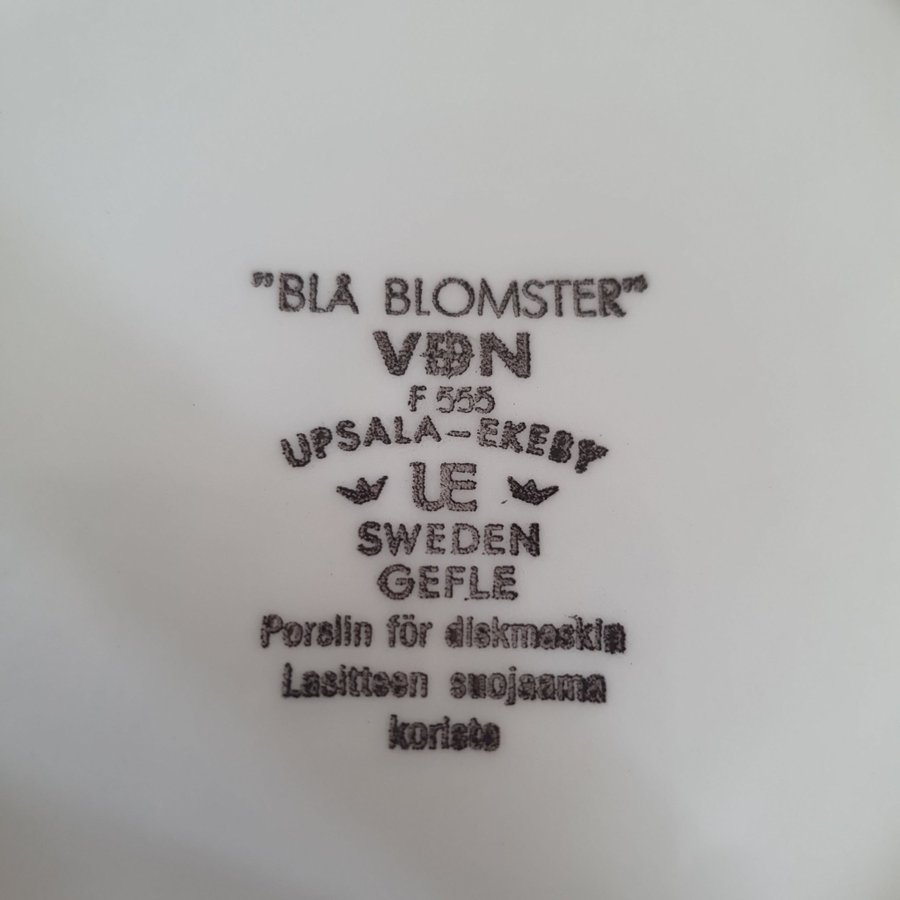 "BLÅ BLOMSTER"
VDN
F 555
UPSALA-EKEBY
UE
SWEDEN
GEFLE
Porslin för diskmaskin
Lasitteen suojaama
koriste